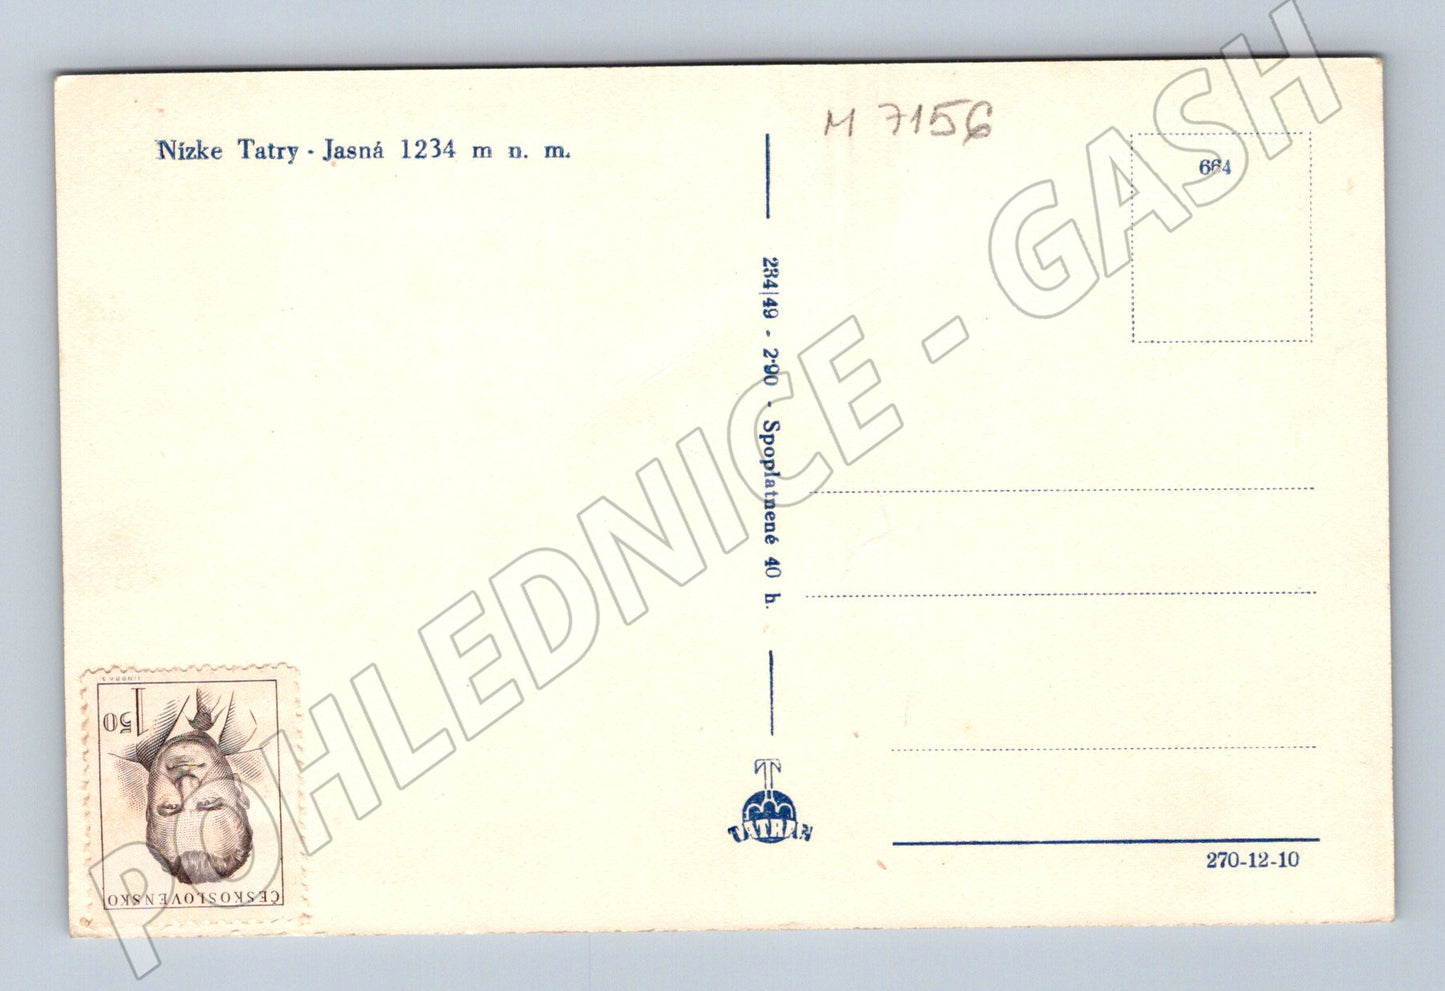 Nízke Tatry - Jasná 1234 m n. m.
M 7156
664
234|49 - 2·90 - Spoplatnené 40 h.
TATRAN
270-12-10
1 50
ČESKOSLOVENSKO
POHLEDNICE - GASH